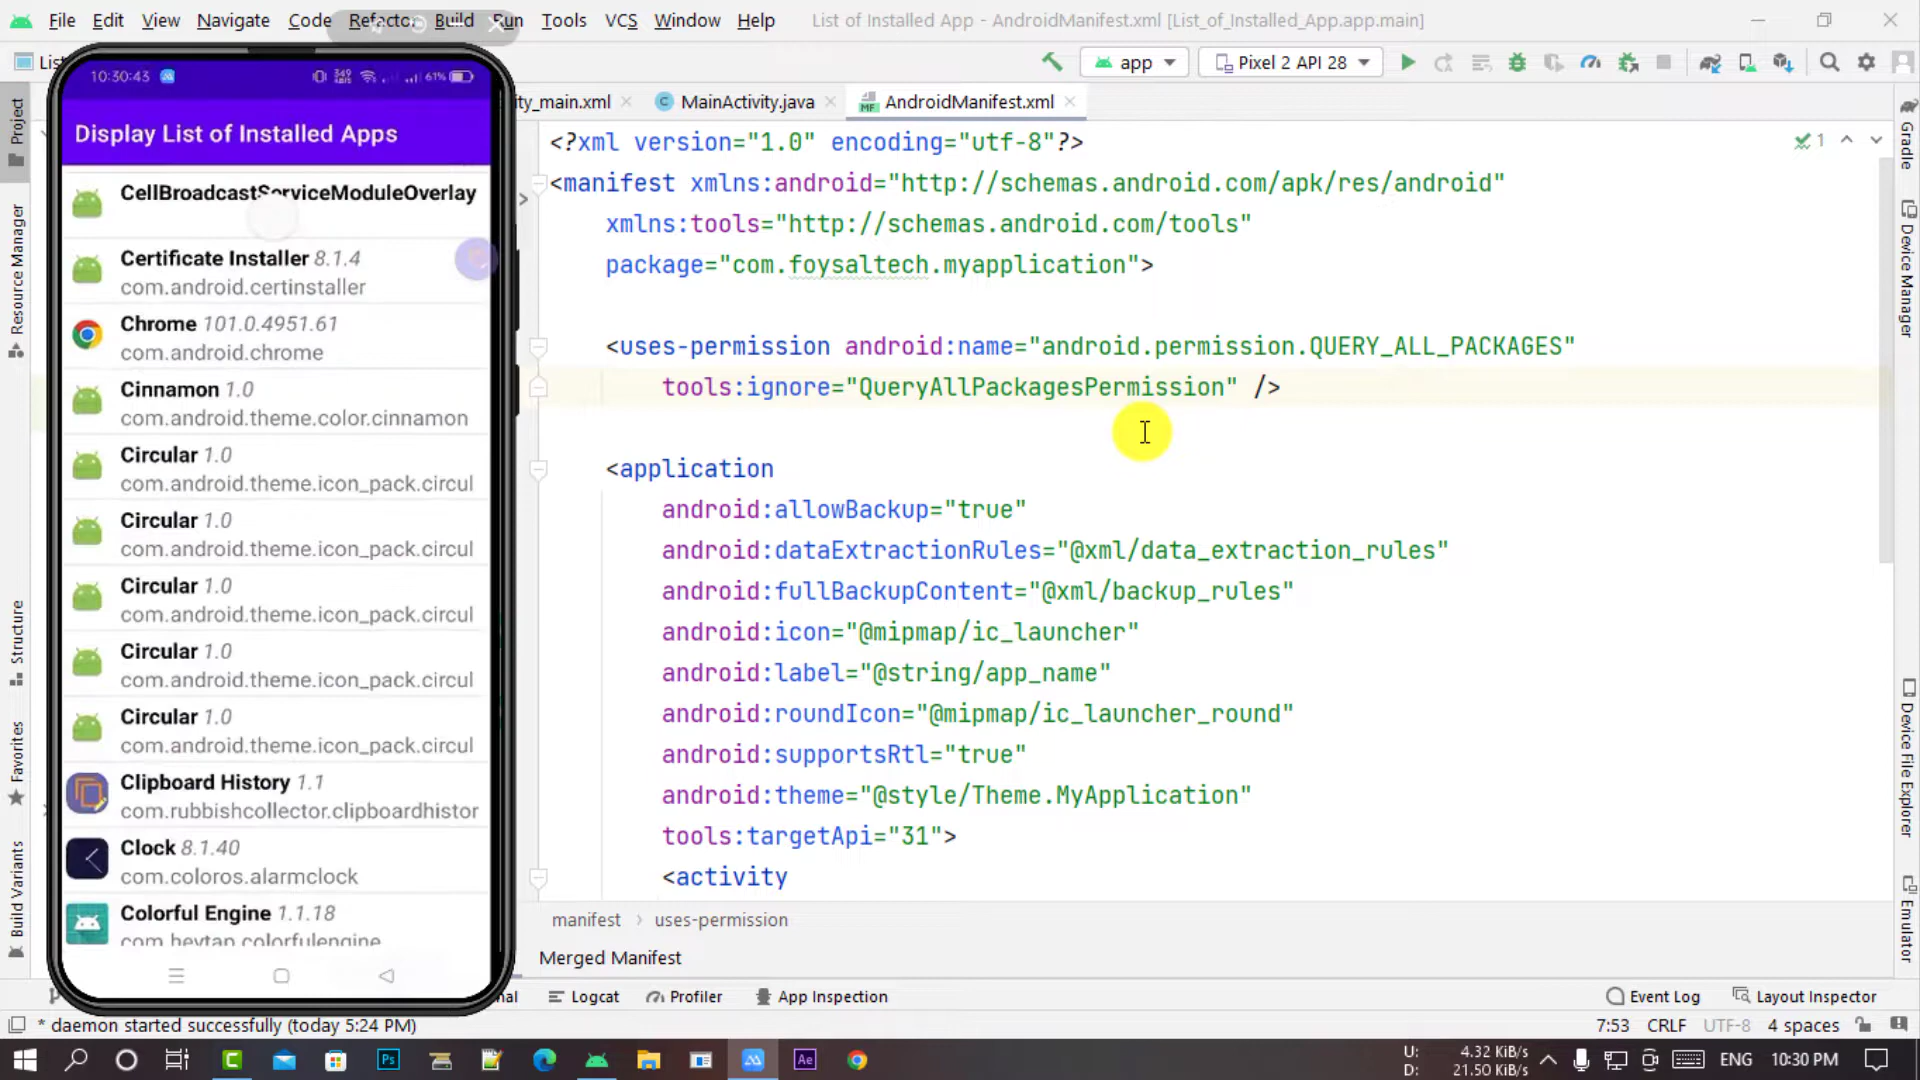 File Edit View Navigate Code Refactor Build Run Tools VCS Window Help
List of Installed App - AndroidManifest.xml [List_of_Installed_App.app.main]
app
Pixel 2 API 28
ity_main.xml
MainActivity.java
AndroidManifest.xml
10:30:43
61%
Display List of Installed Apps
CellBroadcastServiceModuleOverlay
Certificate Installer 8.1.4
com.android.certinstaller
Chrome 101.0.4951.61
com.android.chrome
Cinnamon 1.0
com.android.theme.color.cinnamon
Circular 1.0
com.android.theme.icon_pack.circul
Circular 1.0
com.android.theme.icon_pack.circul
Circular 1.0
com.android.theme.icon_pack.circul
Circular 1.0
com.android.theme.icon_pack.circul
Circular 1.0
com.android.theme.icon_pack.circul
Clipboard History 1.1
com.rubbishcollector.clipboardhistor
Clock 8.1.40
com.coloros.alarmclock
Colorful Engine 1.1.18
com.heytap.colorfulengine
<?xml version="1.0" encoding="utf-8"?>
<manifest xmlns:android="http://schemas.android.com/apk/res/android"
xmlns:tools="http://schemas.android.com/tools"
package="com.foysaltech.myapplication">
<uses-permission android:name="android.permission.QUERY_ALL_PACKAGES"
tools:ignore="QueryAllPackagesPermission" />
<application
android:allowBackup="true"
android:dataExtractionRules="@xml/data_extraction_rules"
android:fullBackupContent="@xml/backup_rules"
android:icon="@mipmap/ic_launcher"
android:label="@string/app_name"
android:roundIcon="@mipmap/ic_launcher_round"
android:supportsRtl="true"
android:theme="@style/Theme.MyApplication"
tools:targetApi="31">
<activity
1
manifest › uses-permission
Merged Manifest
Project
Resource Manager
Structure
Favorites
Build Variants
Gradle
Device Manager
Device File Explorer
Emulator
nal
Logcat
Profiler
App Inspection
Event Log
Layout Inspector
* daemon started successfully (today 5:24 PM)
7:53 CRLF UTF-8 4 spaces
U: 4.32 KiB/s
D: 21.50 KiB/s
ENG
10:30 PM